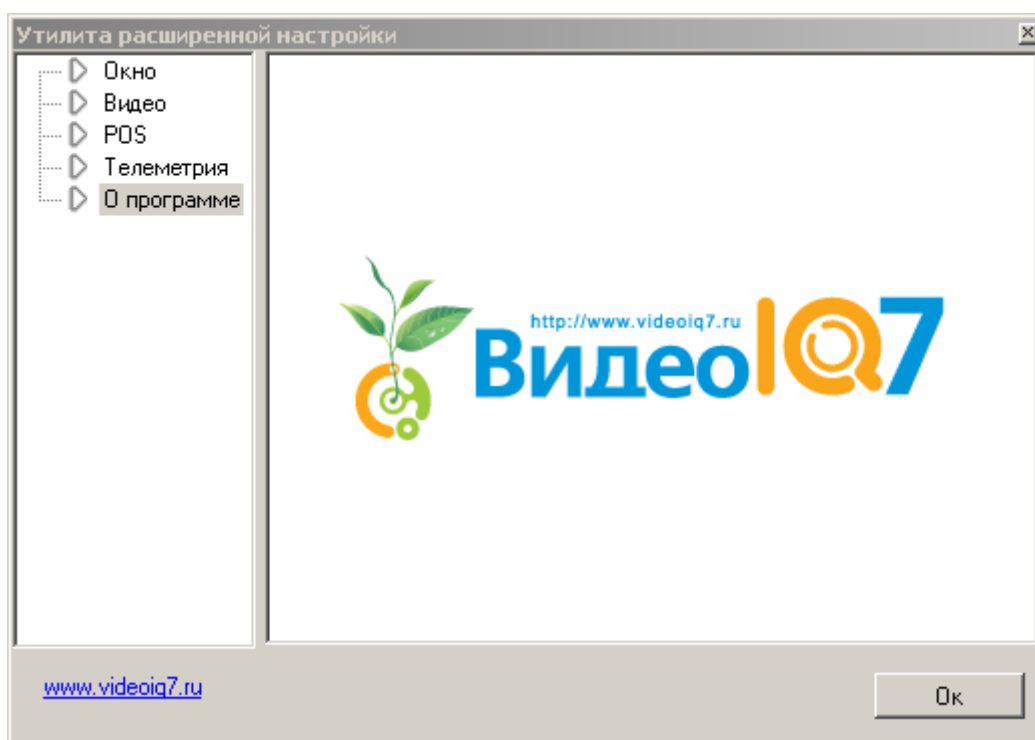 Утилита расширенной настройки
Окно
Видео
POS
Телеметрия
О программе
http://www.videoiq7.ru
ВидеоIQ7
www.videoiq7.ru
Ок